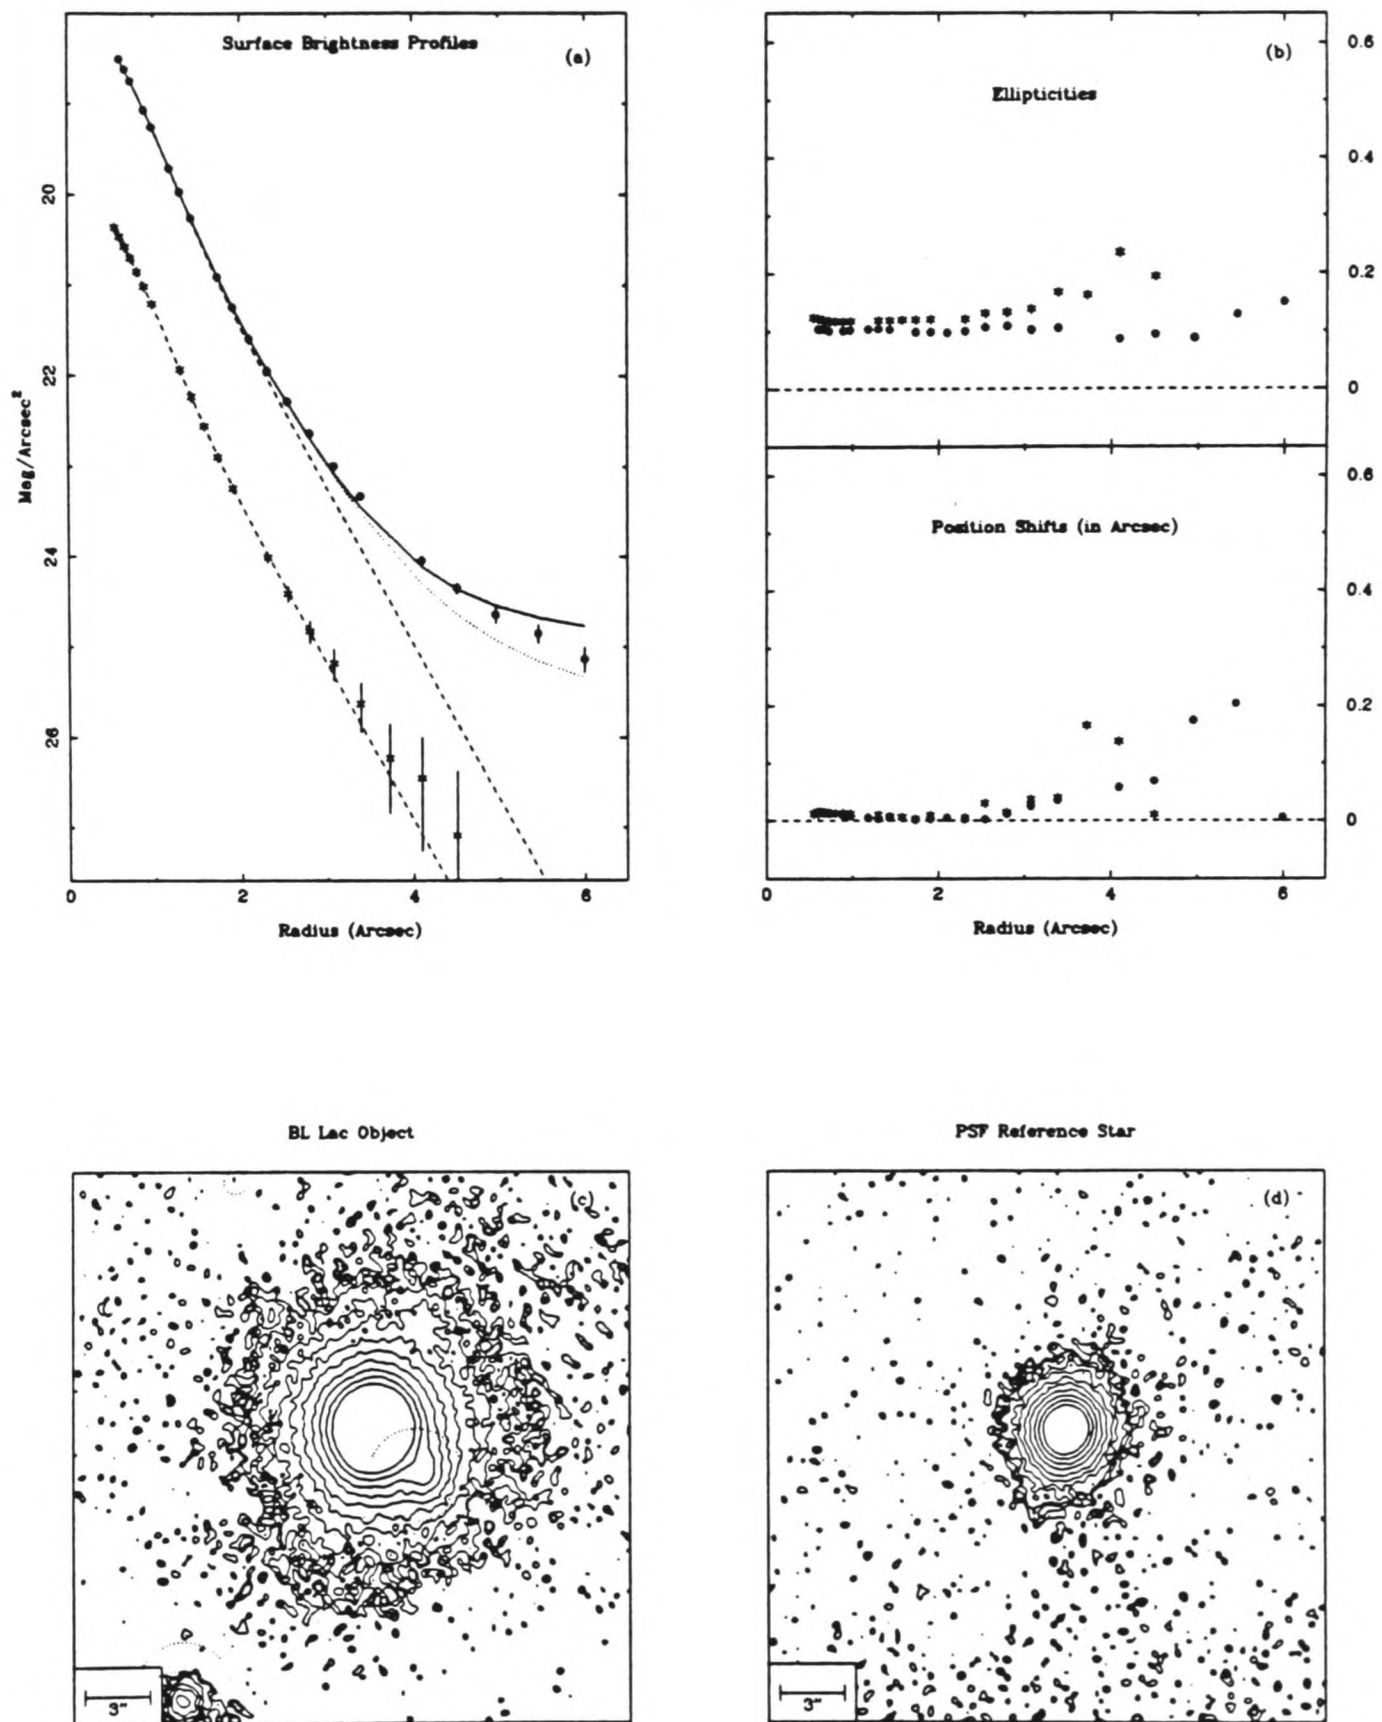 Surface Brightness Profiles
(a)
20
22
24
26
Mag/Arcsec²
0 2 4 6
Radius (Arcsec)
(b)
Ellipticities
0.6
0.4
0.2
0
Position Shifts (in Arcsec)
0.6
0.4
0.2
0
0 2 4 6
Radius (Arcsec)
BL Lac Object
(c)
3"
PSF Reference Star
(d)
3"